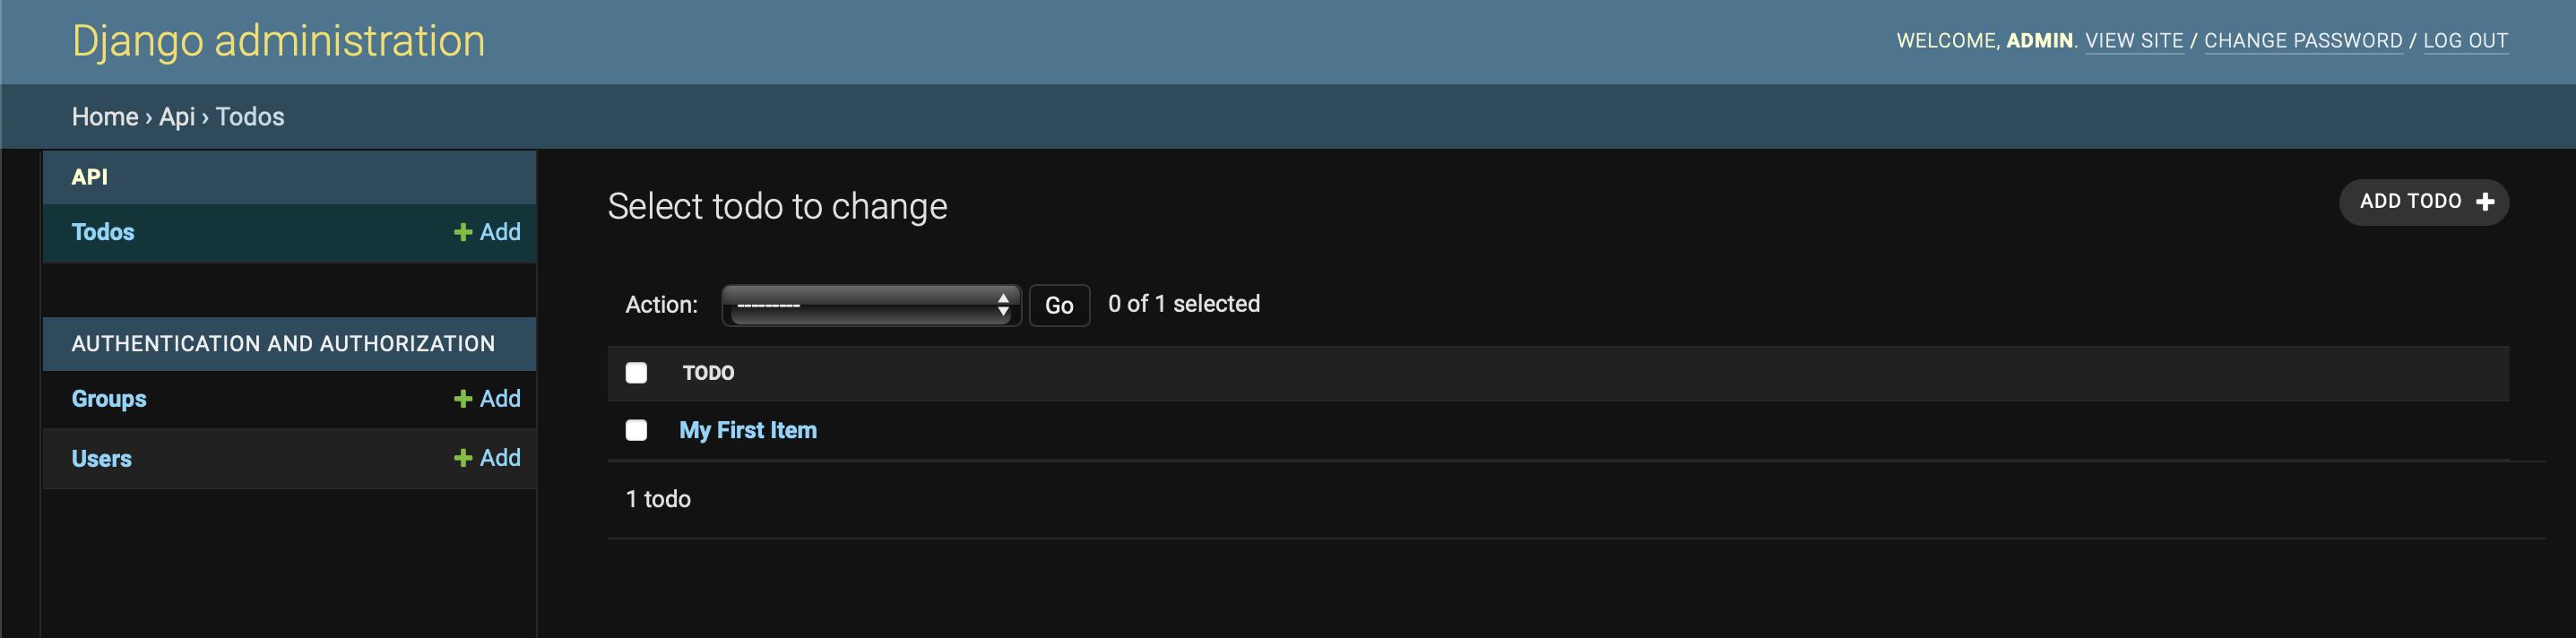 Django administration
WELCOME, ADMIN. VIEW SITE / CHANGE PASSWORD / LOG OUT
Home › Api › Todos
API
Todos + Add
AUTHENTICATION AND AUTHORIZATION
Groups + Add
Users + Add
Select todo to change
ADD TODO +
Action: --------- Go 0 of 1 selected
TODO
My First Item
1 todo